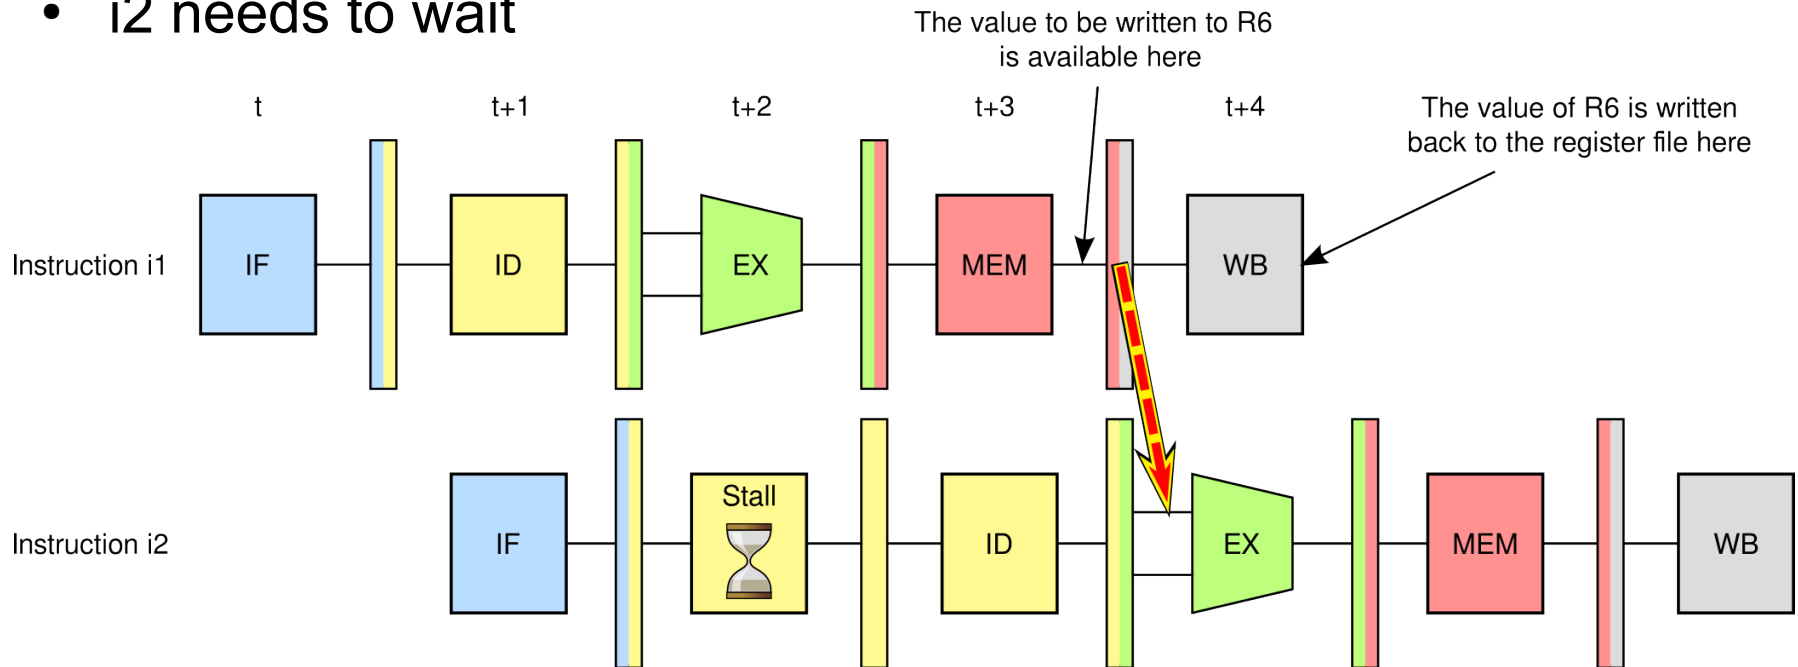 • i2 needs to wait
The value to be written to R6
is available here
t t+1 t+2 t+3 t+4
The value of R6 is written
back to the register file here
Instruction i1 IF ID EX MEM WB
Stall
Instruction i2 IF ID EX MEM WB